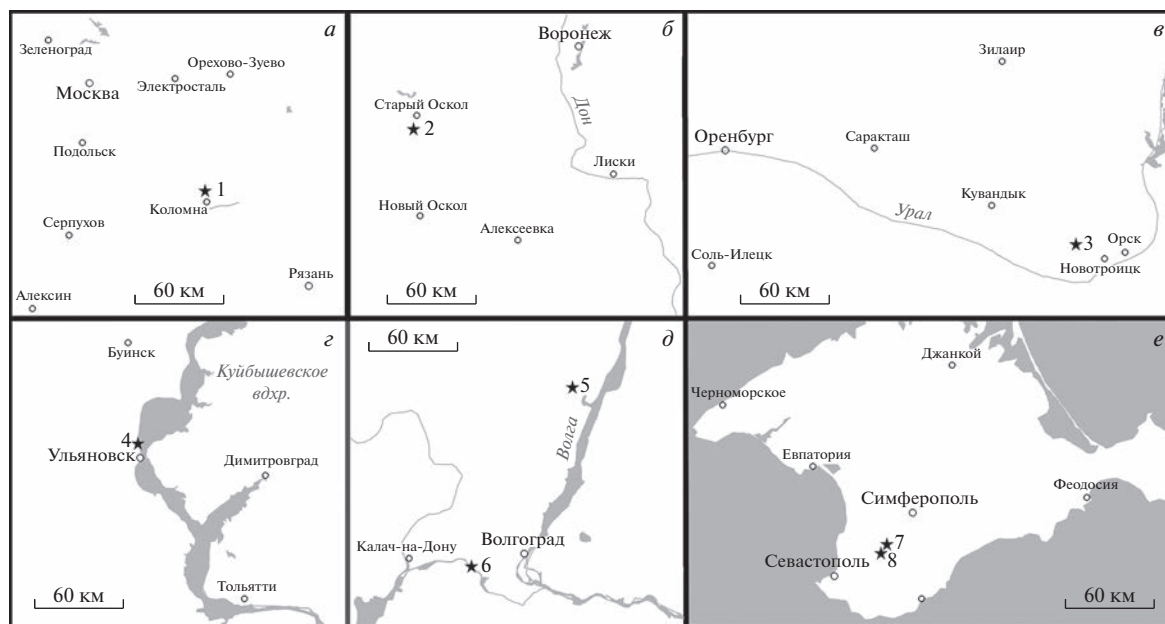 а
Зеленоград
Орехово-Зуево
Москва
Электросталь
Подольск
1
Коломна
Серпухов
Рязань
Алексин
60 км
б
Воронеж
Старый Оскол
2
Дон
Лиски
Новый Оскол
Алексеевка
60 км
в
Зилаир
Оренбург
Саракташ
Кувандык
Урал
3
Орск
Новотроицк
Соль-Илецк
60 км
г
Буинск
Куйбышевское
вдхр.
4
Ульяновск
Димитровград
Тольятти
60 км
д
60 км
5
Волга
Волгоград
Калач-на-Дону
6
е
Джанкой
Черноморское
Евпатория
Феодосия
Симферополь
7
8
Севастополь
60 км